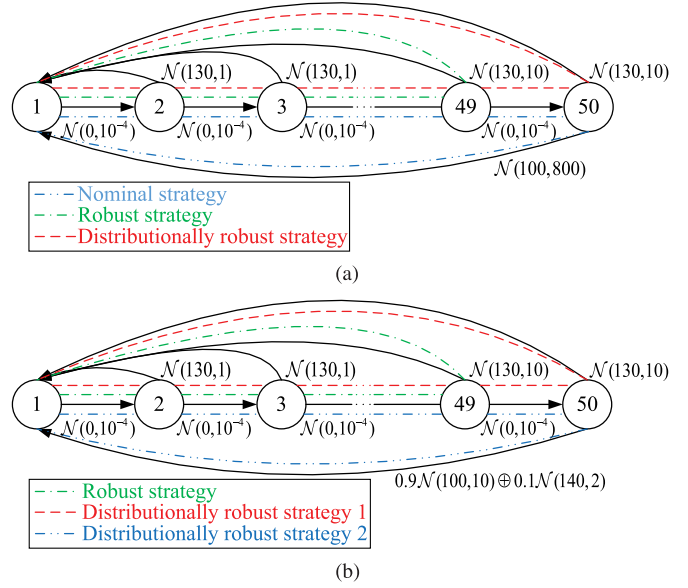 𝒩(130,1) 𝒩(130,1) 𝒩(130,10) 𝒩(130,10)
1 2 3 49 50
𝒩(0,10⁻⁴) 𝒩(0,10⁻⁴) 𝒩(0,10⁻⁴) 𝒩(0,10⁻⁴)
𝒩(100,800)
Nominal strategy
Robust strategy
Distributionally robust strategy
(a)
𝒩(130,1) 𝒩(130,1) 𝒩(130,10) 𝒩(130,10)
1 2 3 49 50
𝒩(0,10⁻⁴) 𝒩(0,10⁻⁴) 𝒩(0,10⁻⁴) 𝒩(0,10⁻⁴)
0.9𝒩(100,10)⊕0.1𝒩(140,2)
Robust strategy
Distributionally robust strategy 1
Distributionally robust strategy 2
(b)